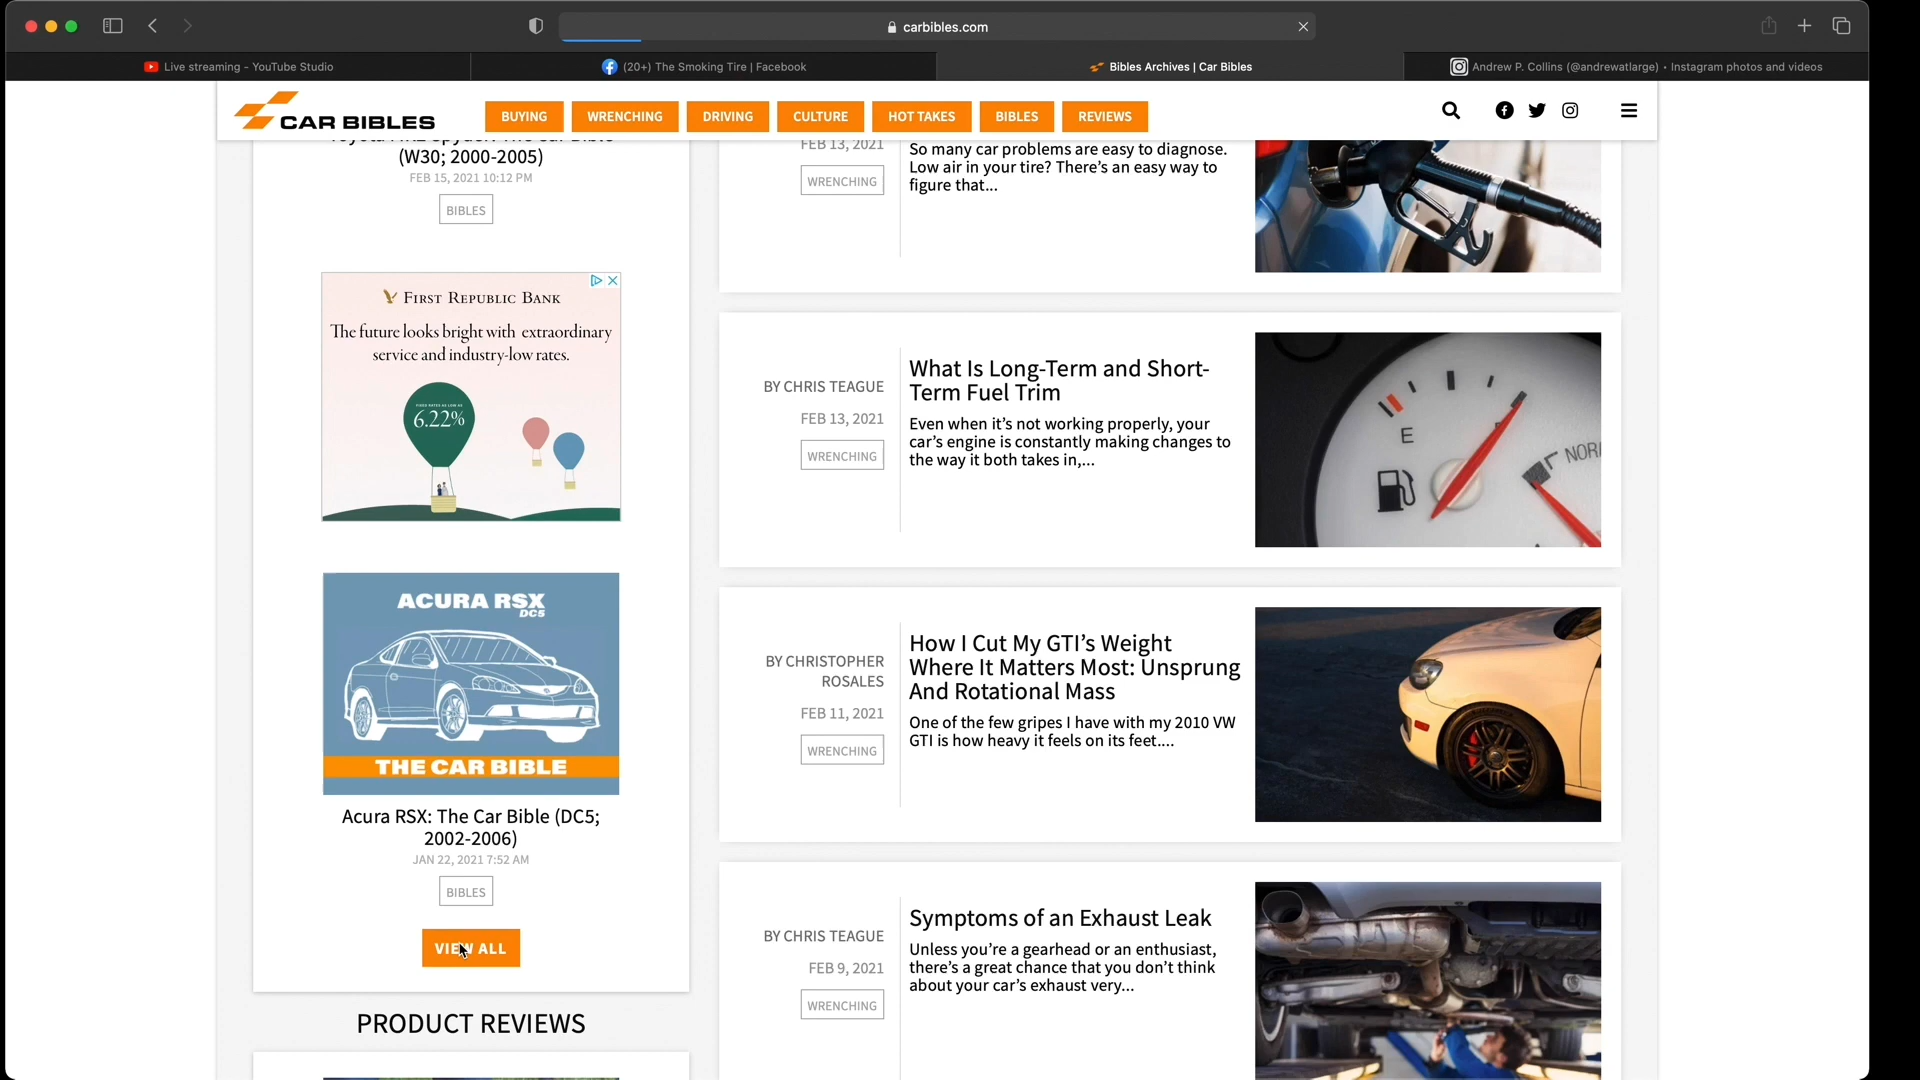 carbibles.com
Live streaming - YouTube Studio
(20+) The Smoking Tire | Facebook
Bibles Archives | Car Bibles
Andrew P. Collins (@andrewatlarge) • Instagram photos and videos
CAR BIBLES
BUYING
WRENCHING
DRIVING
CULTURE
HOT TAKES
BIBLES
REVIEWS
(W30; 2000-2005)
FEB 15, 2021 10:12 PM
BIBLES
FIRST REPUBLIC BANK
The future looks bright with extraordinary
service and industry-low rates.
6.22%
ACURA RSX
DC5
THE CAR BIBLE
Acura RSX: The Car Bible (DC5;
2002-2006)
JAN 22, 2021 7:52 AM
BIBLES
VIEW ALL
PRODUCT REVIEWS
FEB 13, 2021
WRENCHING
So many car problems are easy to diagnose.
Low air in your tire? There's an easy way to
figure that...
BY CHRIS TEAGUE
FEB 13, 2021
WRENCHING
What Is Long-Term and Short-
Term Fuel Trim
Even when it's not working properly, your
car's engine is constantly making changes to
the way it both takes in,...
E
NOR
BY CHRISTOPHER
ROSALES
FEB 11, 2021
WRENCHING
How I Cut My GTI's Weight
Where It Matters Most: Unsprung
And Rotational Mass
One of the few gripes I have with my 2010 VW
GTI is how heavy it feels on its feet....
BY CHRIS TEAGUE
FEB 9, 2021
WRENCHING
Symptoms of an Exhaust Leak
Unless you're a gearhead or an enthusiast,
there's a great chance that you don't think
about your car's exhaust very...